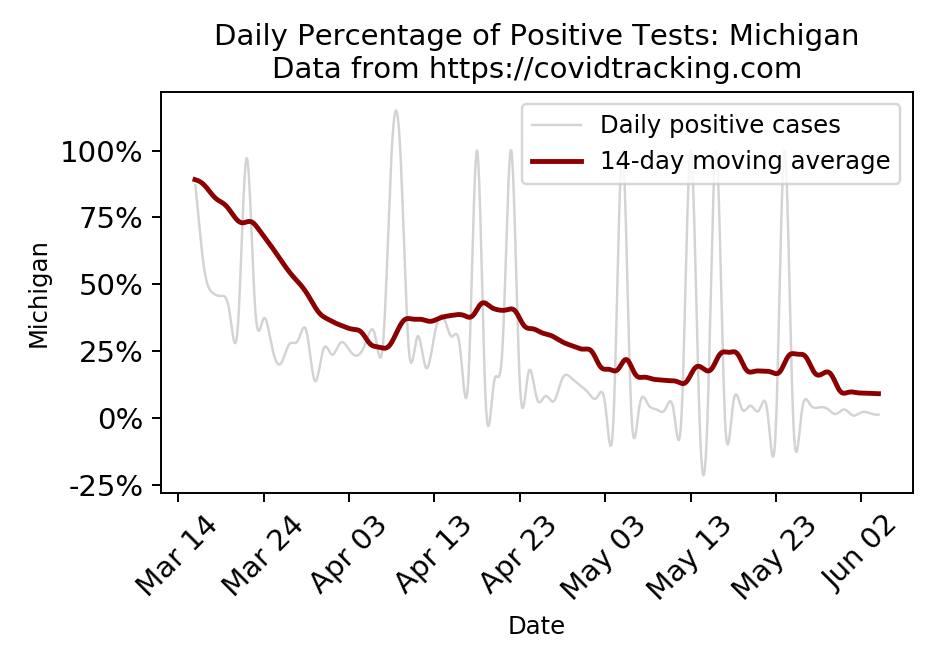 Daily Percentage of Positive Tests: Michigan
Data from https://covidtracking.com
Daily positive cases
14-day moving average
100%
75%
50%
25%
0%
-25%
Michigan
Mar 14
Mar 24
Apr 03
Apr 13
Apr 23
May 03
May 13
May 23
Jun 02
Date